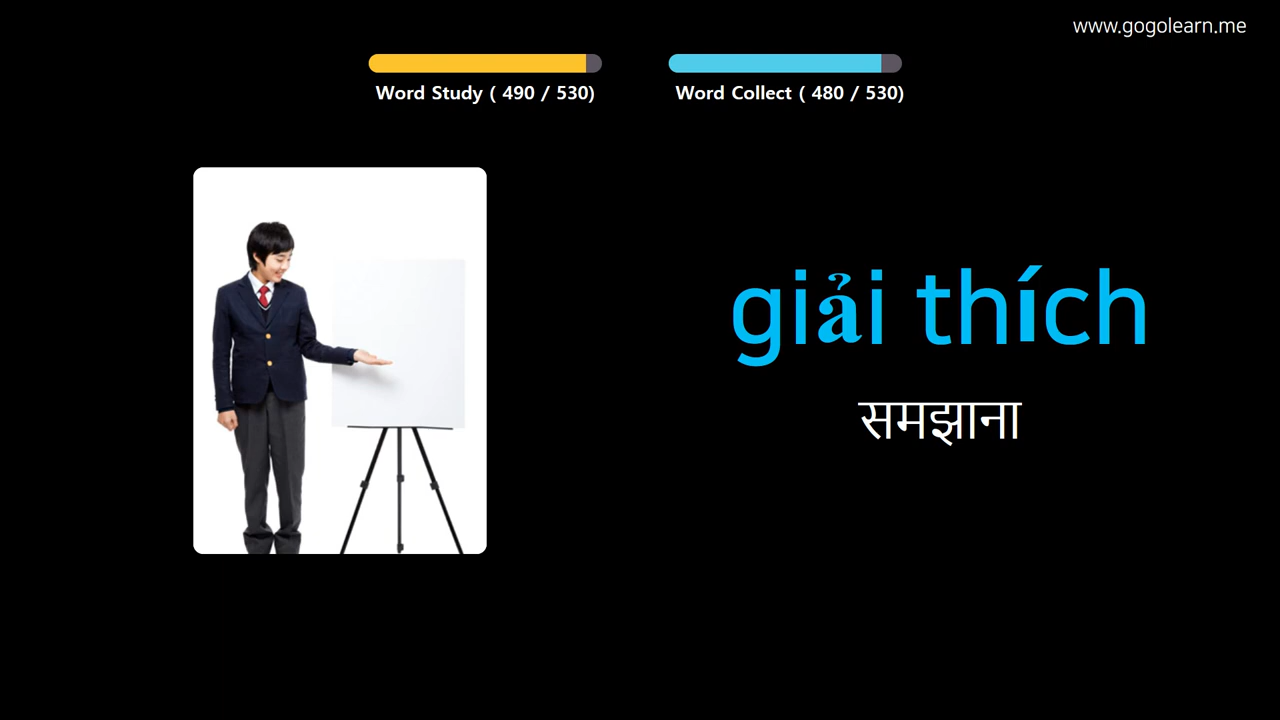 www.gogolearn.me
Word Study ( 490 / 530)
Word Collect ( 480 / 530)
giải thích
समझाना